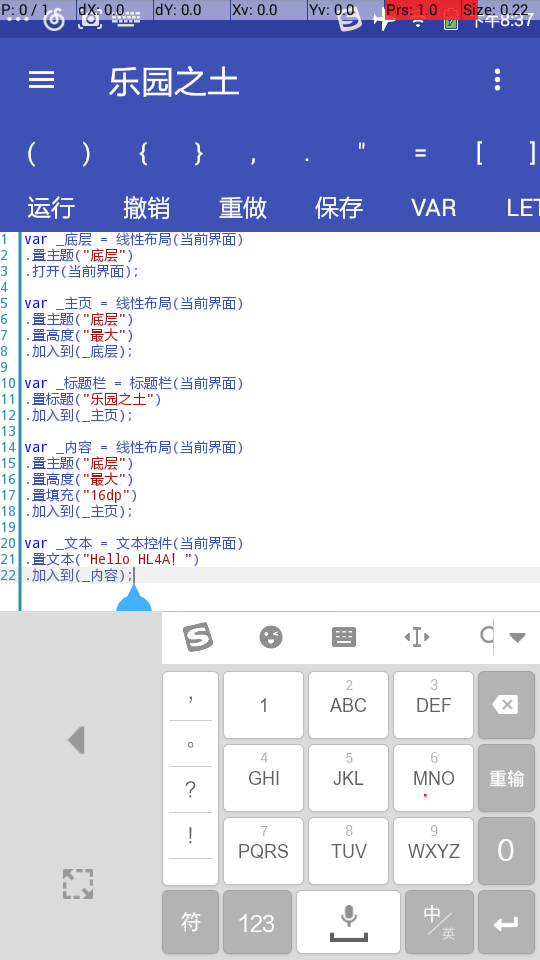 P: 0 / 1 dX: 0.0 dY: 0.0 Xv: 0.0 Yv: 0.0 Prs: 1.0 Size: 0.22
下午8:37
乐园之土
( ) { } , . " = [ ]
运行 撤销 重做 保存 VAR LET
1 var _底层 = 线性布局(当前界面)
2 .置主题("底层")
3 .打开(当前界面);
4
5 var _主页 = 线性布局(当前界面)
6 .置主题("底层")
7 .置高度("最大")
8 .加入到(_底层);
9
10 var _标题栏 = 标题栏(当前界面)
11 .置标题("乐园之土")
12 .加入到(_主页);
13
14 var _内容 = 线性布局(当前界面)
15 .置主题("底层")
16 .置高度("最大")
17 .置填充("16dp")
18 .加入到(_主页);
19
20 var _文本 = 文本控件(当前界面)
21 .置文本("Hello HL4A! ")
22 .加入到(_内容);
, 1 2 ABC 3 DEF
。 4 GHI 5 JKL 6 MNO 重输
?
! 7 PQRS 8 TUV 9 WXYZ 0
符 123 中/英